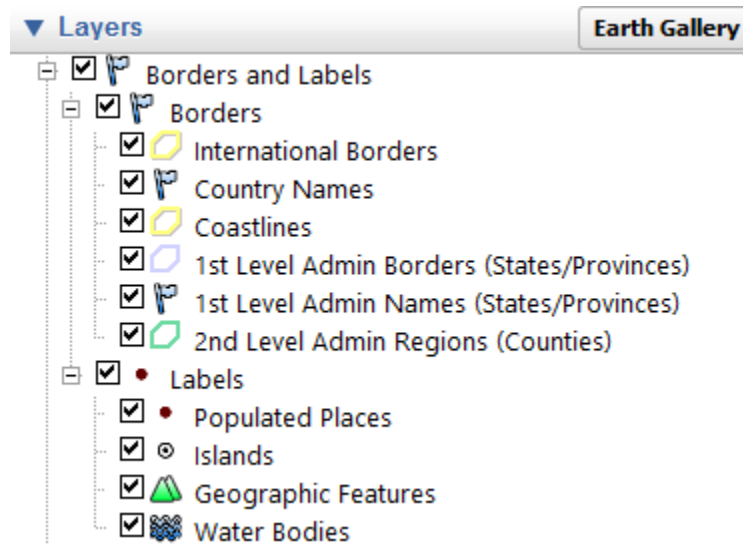 Layers
Earth Gallery
Borders and Labels
Borders
International Borders
Country Names
Coastlines
1st Level Admin Borders (States/Provinces)
1st Level Admin Names (States/Provinces)
2nd Level Admin Regions (Counties)
Labels
Populated Places
Islands
Geographic Features
Water Bodies